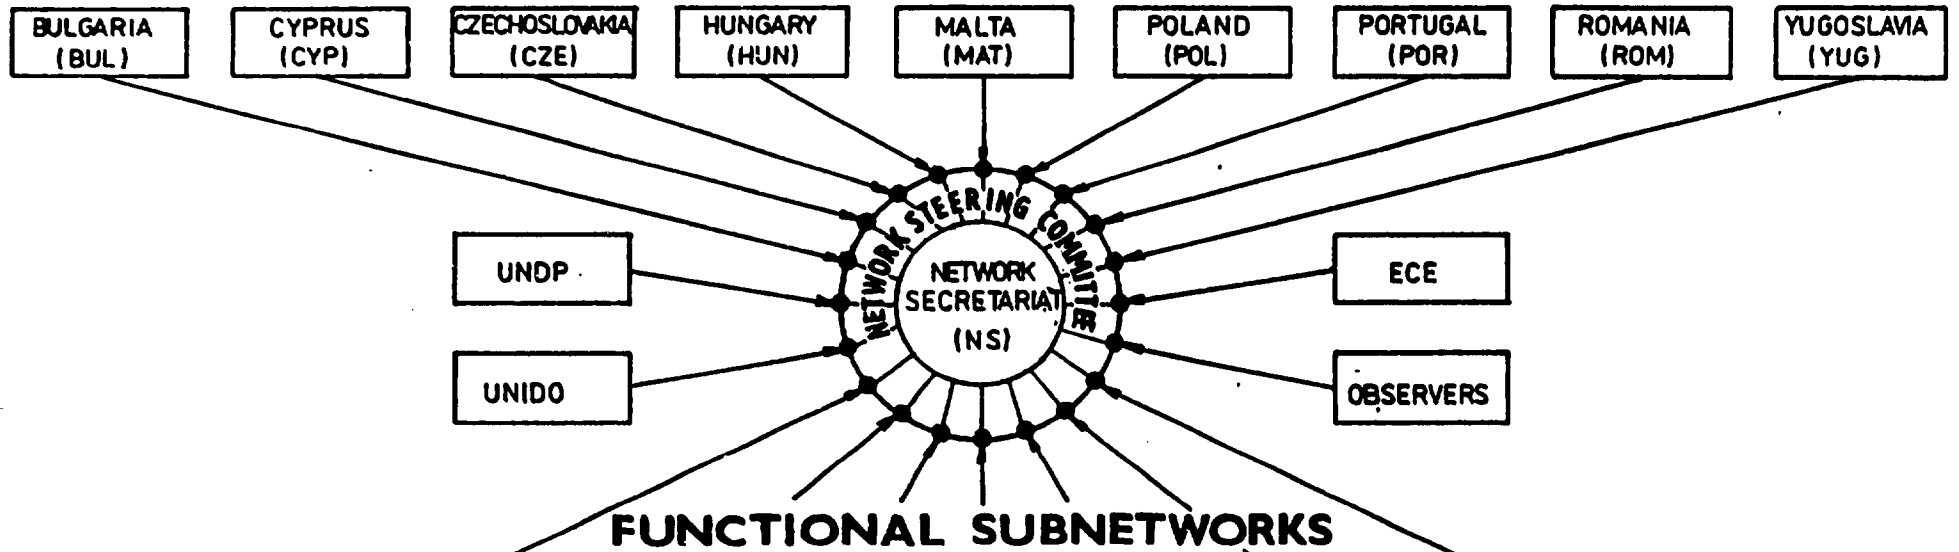 BULGARIA
(BUL)
CYPRUS
(CYP)
CZECHOSLOVAKIA
(CZE)
HUNGARY
(HUN)
MALTA
(MAT)
POLAND
(POL)
PORTUGAL
(POR)
ROMANIA
(ROM)
YUGOSLAVIA
(YUG)
NETWORK STEERING COMMITTEE
UNDP
NETWORK
SECRETARIAT
(NS)
ECE
UNIDO
OBSERVERS
FUNCTIONAL SUBNETWORKS